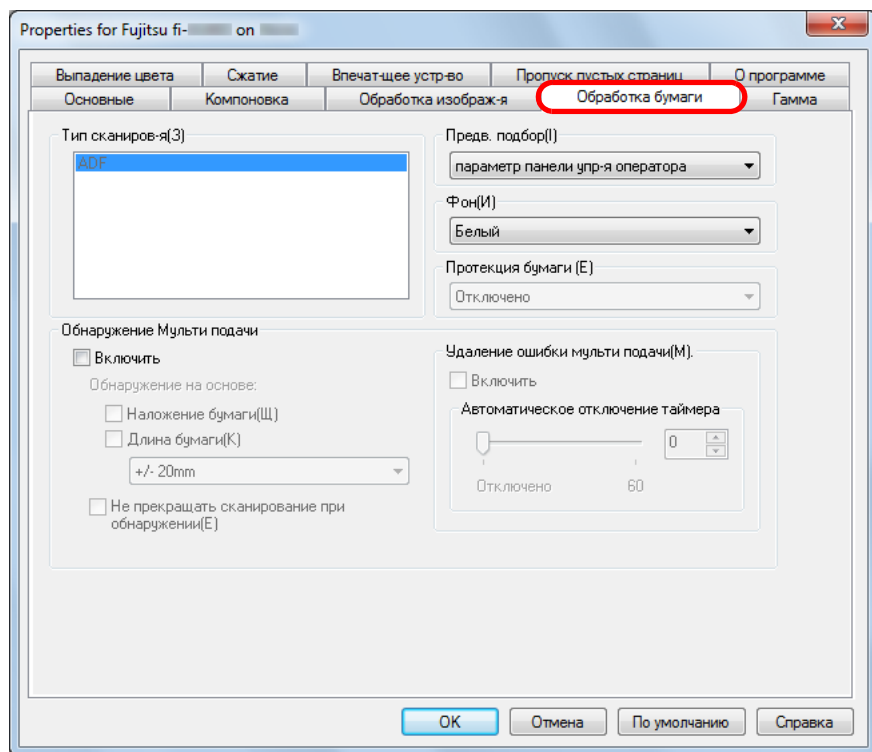 Properties for Fujitsu fi- on
Выпадение цвета Сжатие Впечат-щее устр-во Пропуск пустых страниц О программе
Основные Компоновка Обработка изображ-я Обработка бумаги Гамма
Тип сканиров-я(З)
ADF
Предв. подбор(I)
параметр панели упр-я оператора
Фон(И)
Белый
Протекция бумаги (Е)
Отключено
Обнаружение Мульти подачи
Включить
Обнаружение на основе:
Наложение бумаги(Щ)
Длина бумаги(К)
+/- 20mm
Не прекращать сканирование при
обнаружении(Е)
Удаление ошибки мульти подачи(М).
Включить
Автоматическое отключение таймера
0
Отключено 60
OK Отмена По умолчанию Справка